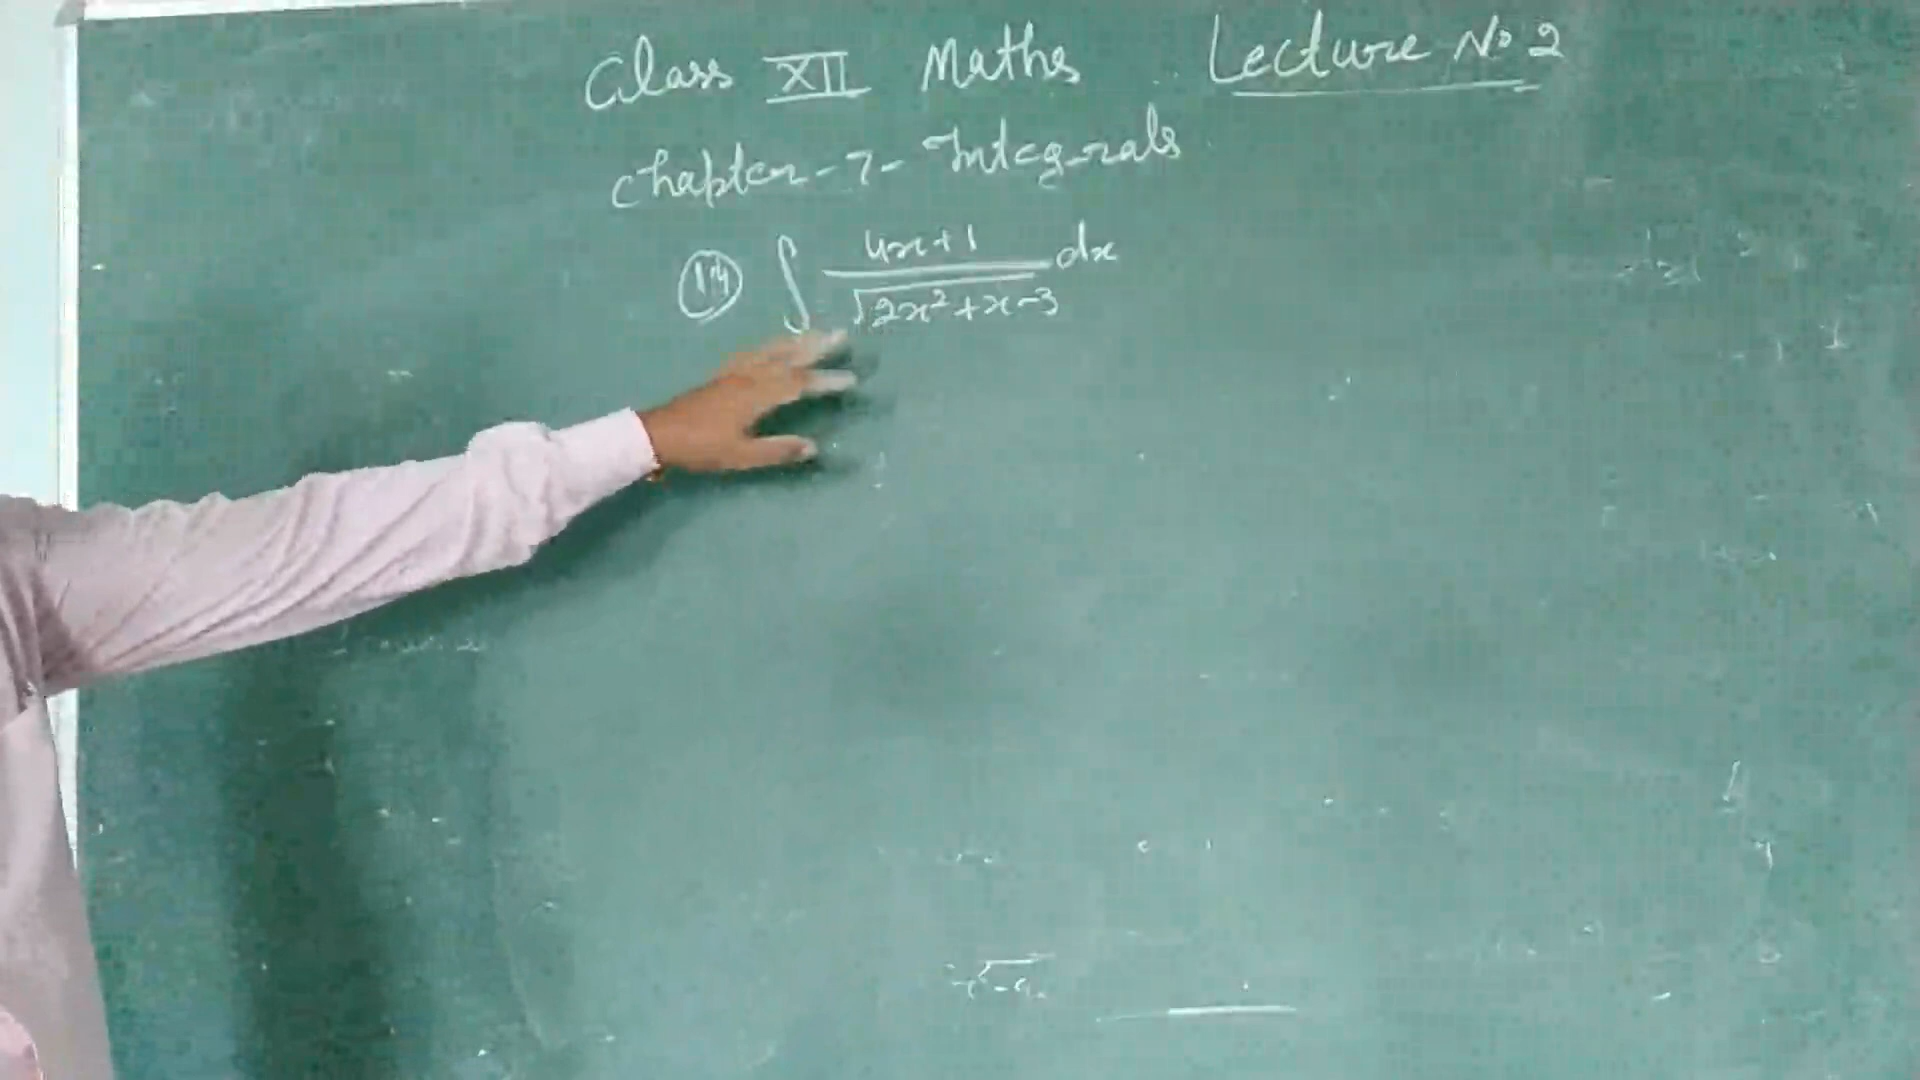 Class XII Maths Lecture No 2
Chapter-7- Integrals
14 ∫ 4x+1 / √2x²+x-3 dx